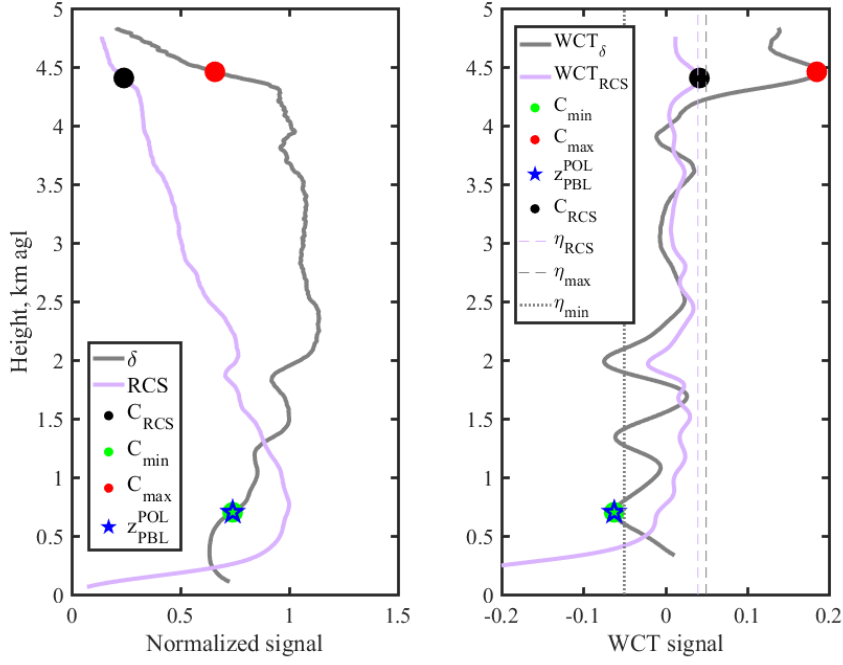 5
4.5
4
3.5
3
2.5
2
1.5
1
0.5
0
Height, km agl
δ
RCS
C_RCS
C_min
C_max
z_PBL^POL
0
0.5
1
1.5
Normalized signal
5
4.5
4
3.5
3
2.5
2
1.5
1
0.5
0
WCT_δ
WCT_RCS
C_min
C_max
z_PBL^POL
C_RCS
η_RCS
η_max
η_min
-0.2
-0.1
0
0.1
0.2
WCT signal